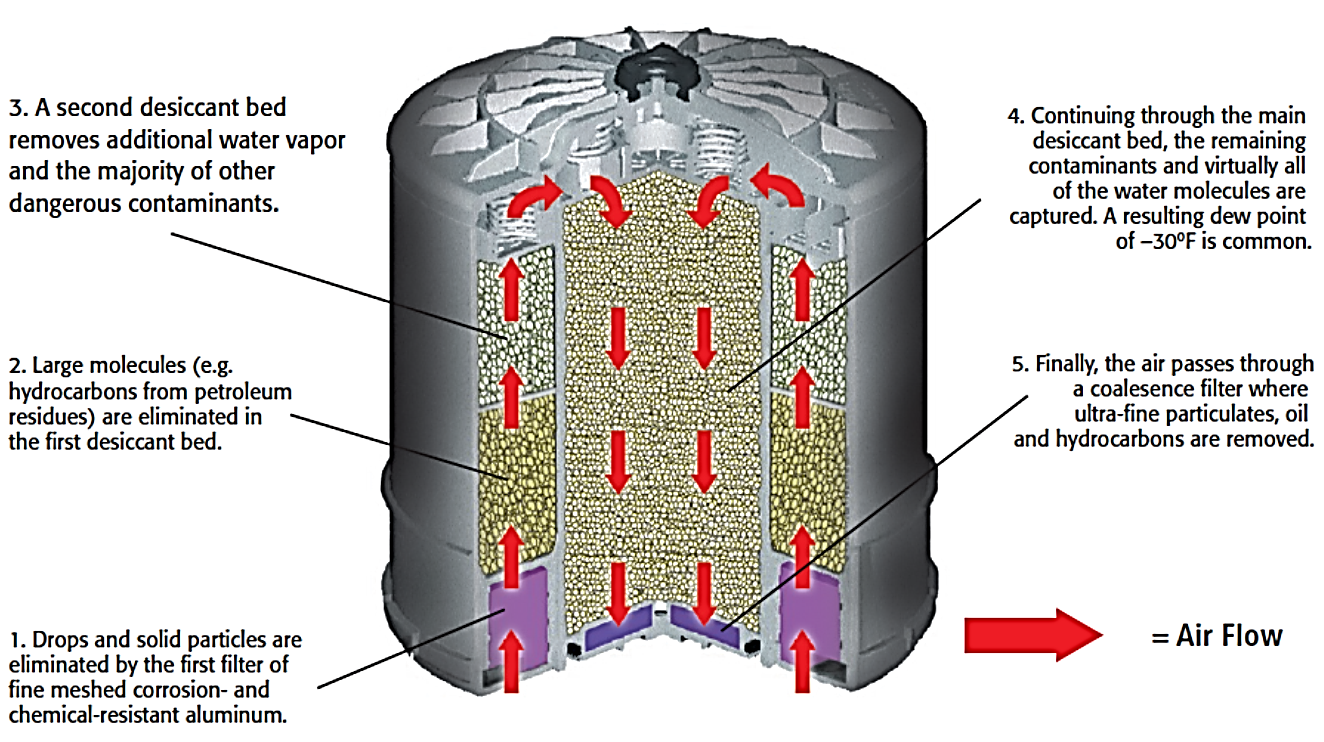 3. A second desiccant bed
removes additional water vapor
and the majority of other
dangerous contaminants.
2. Large molecules (e.g.
hydrocarbons from petroleum
residues) are eliminated in
the first desiccant bed.
1. Drops and solid particles are
eliminated by the first filter of
fine meshed corrosion- and
chemical-resistant aluminum.
4. Continuing through the main
desiccant bed, the remaining
contaminants and virtually all
of the water molecules are
captured. A resulting dew point
of –30ºF is common.
5. Finally, the air passes through
a coalesence filter where
ultra-fine particulates, oil
and hydrocarbons are removed.
= Air Flow